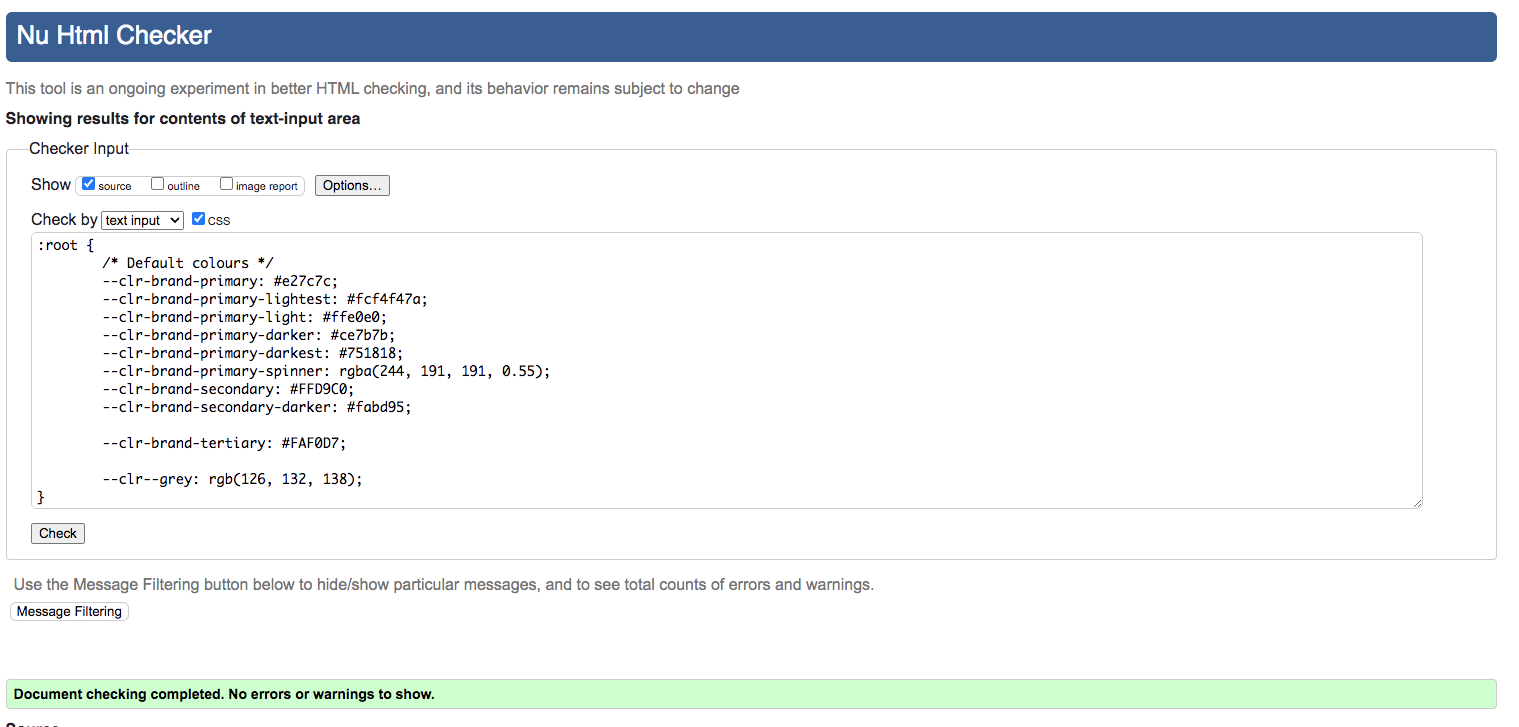 Nu Html Checker
This tool is an ongoing experiment in better HTML checking, and its behavior remains subject to change
Showing results for contents of text-input area
Checker Input
Show source outline image report Options...
Check by text input CSS
:root {
/* Default colours */
--clr-brand-primary: #e27c7c;
--clr-brand-primary-lightest: #fcf4f47a;
--clr-brand-primary-light: #ffe0e0;
--clr-brand-primary-darker: #ce7b7b;
--clr-brand-primary-darkest: #751818;
--clr-brand-primary-spinner: rgba(244, 191, 191, 0.55);
--clr-brand-secondary: #FFD9C0;
--clr-brand-secondary-darker: #fabd95;
--clr-brand-tertiary: #FAF0D7;
--clr--grey: rgb(126, 132, 138);
}
Check
Use the Message Filtering button below to hide/show particular messages, and to see total counts of errors and warnings.
Message Filtering
Document checking completed. No errors or warnings to show.